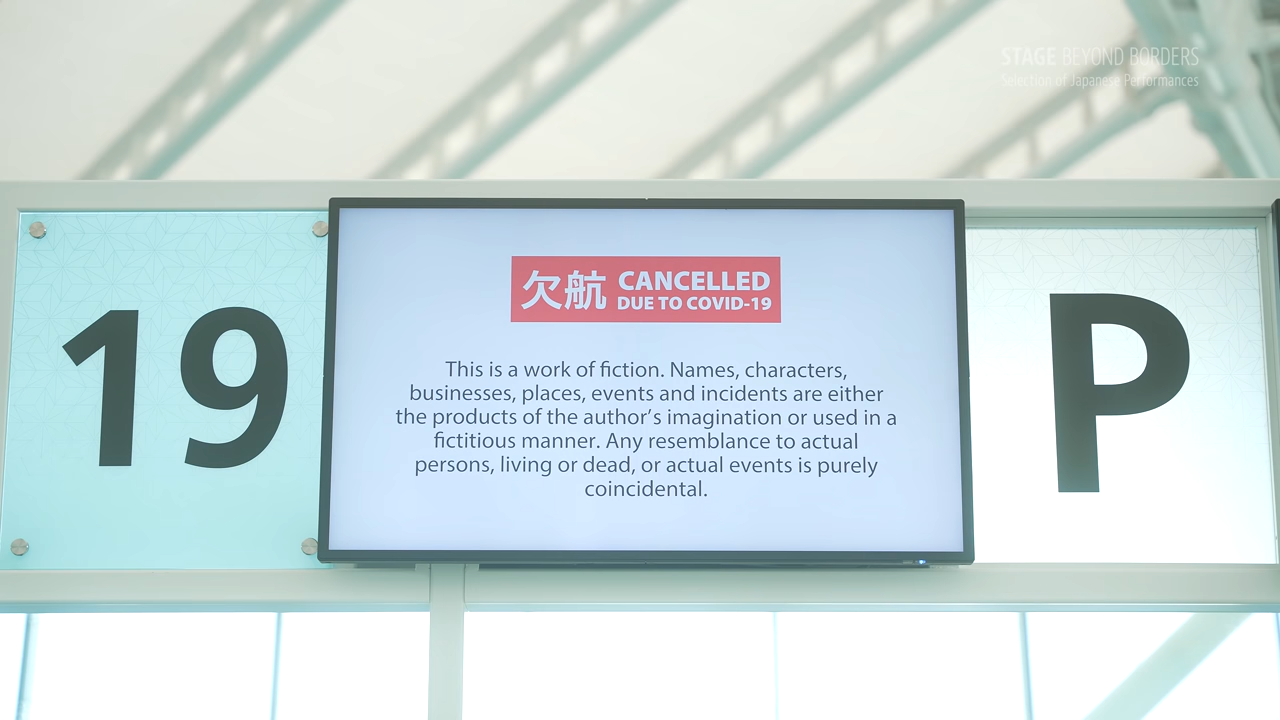 STAGE BEYOND BORDERS
Selection of Japanese Performances
19
欠航 CANCELLED
DUE TO COVID-19
This is a work of fiction. Names, characters,
businesses, places, events and incidents are either
the products of the author's imagination or used in a
fictitious manner. Any resemblance to actual
persons, living or dead, or actual events is purely
coincidental.
P